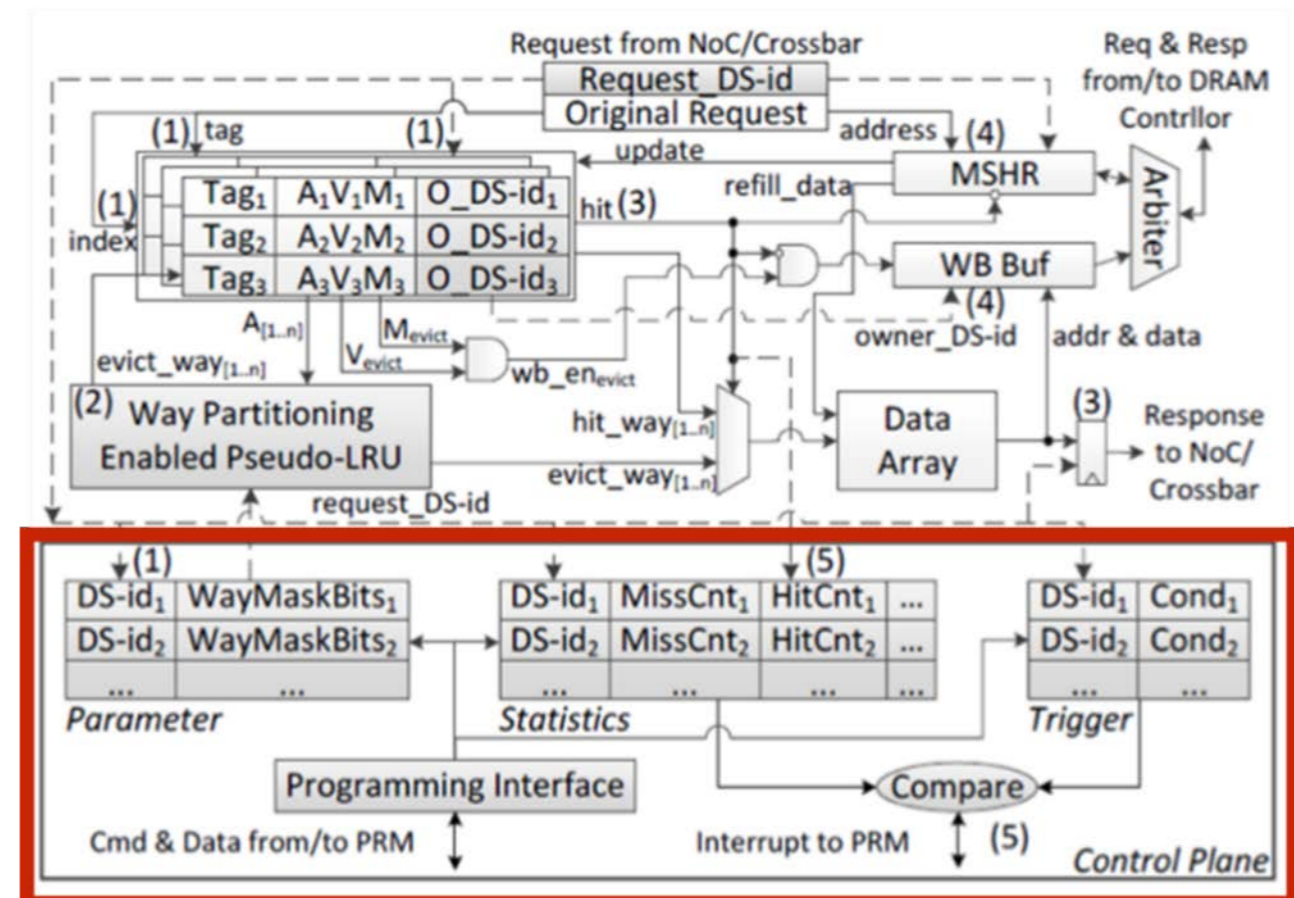 Request from NoC/Crossbar
Request_DS-id
Original Request
Req & Resp
from/to DRAM
Contrllor
(1) tag
(1)
address
(4)
update
MSHR
refill_data
Arbiter
(1)
index
Tag₁ A₁V₁M₁ O_DS-id₁
Tag₂ A₂V₂M₂ O_DS-id₂
Tag₃ A₃V₃M₃ O_DS-id₃
hit (3)
WB Buf
(4)
owner_DS-id
addr & data
A[1..n]
Mevict
Vevict
wb_enevict
evict_way[1..n]
(2) Way Partitioning
Enabled Pseudo-LRU
hit_way[1..n]
evict_way[1..n]
Data
Array
(3)
Response
to NoC/
Crossbar
request_DS-id
(1)
DS-id₁ WayMaskBits₁
DS-id₂ WayMaskBits₂
... ...
Parameter
(5)
DS-id₁ MissCnt₁ HitCnt₁ ...
DS-id₂ MissCnt₂ HitCnt₂ ...
... ... ... ...
Statistics
DS-id₁ Cond₁
DS-id₂ Cond₂
... ...
Trigger
Programming Interface
Compare
Cmd & Data from/to PRM
Interrupt to PRM
(5)
Control Plane